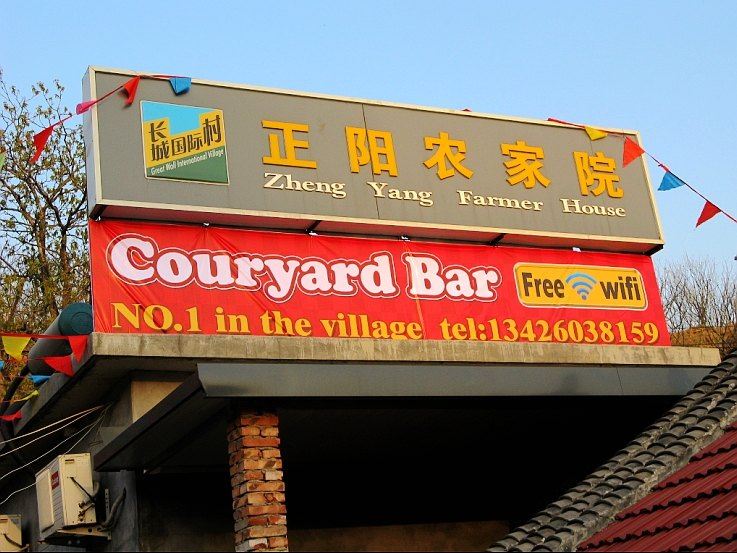 长城国际村
Great Wall International Village
正阳农家院
Zheng Yang Farmer House
Couryard Bar
Free wifi
NO.1 in the village tel:13426038159